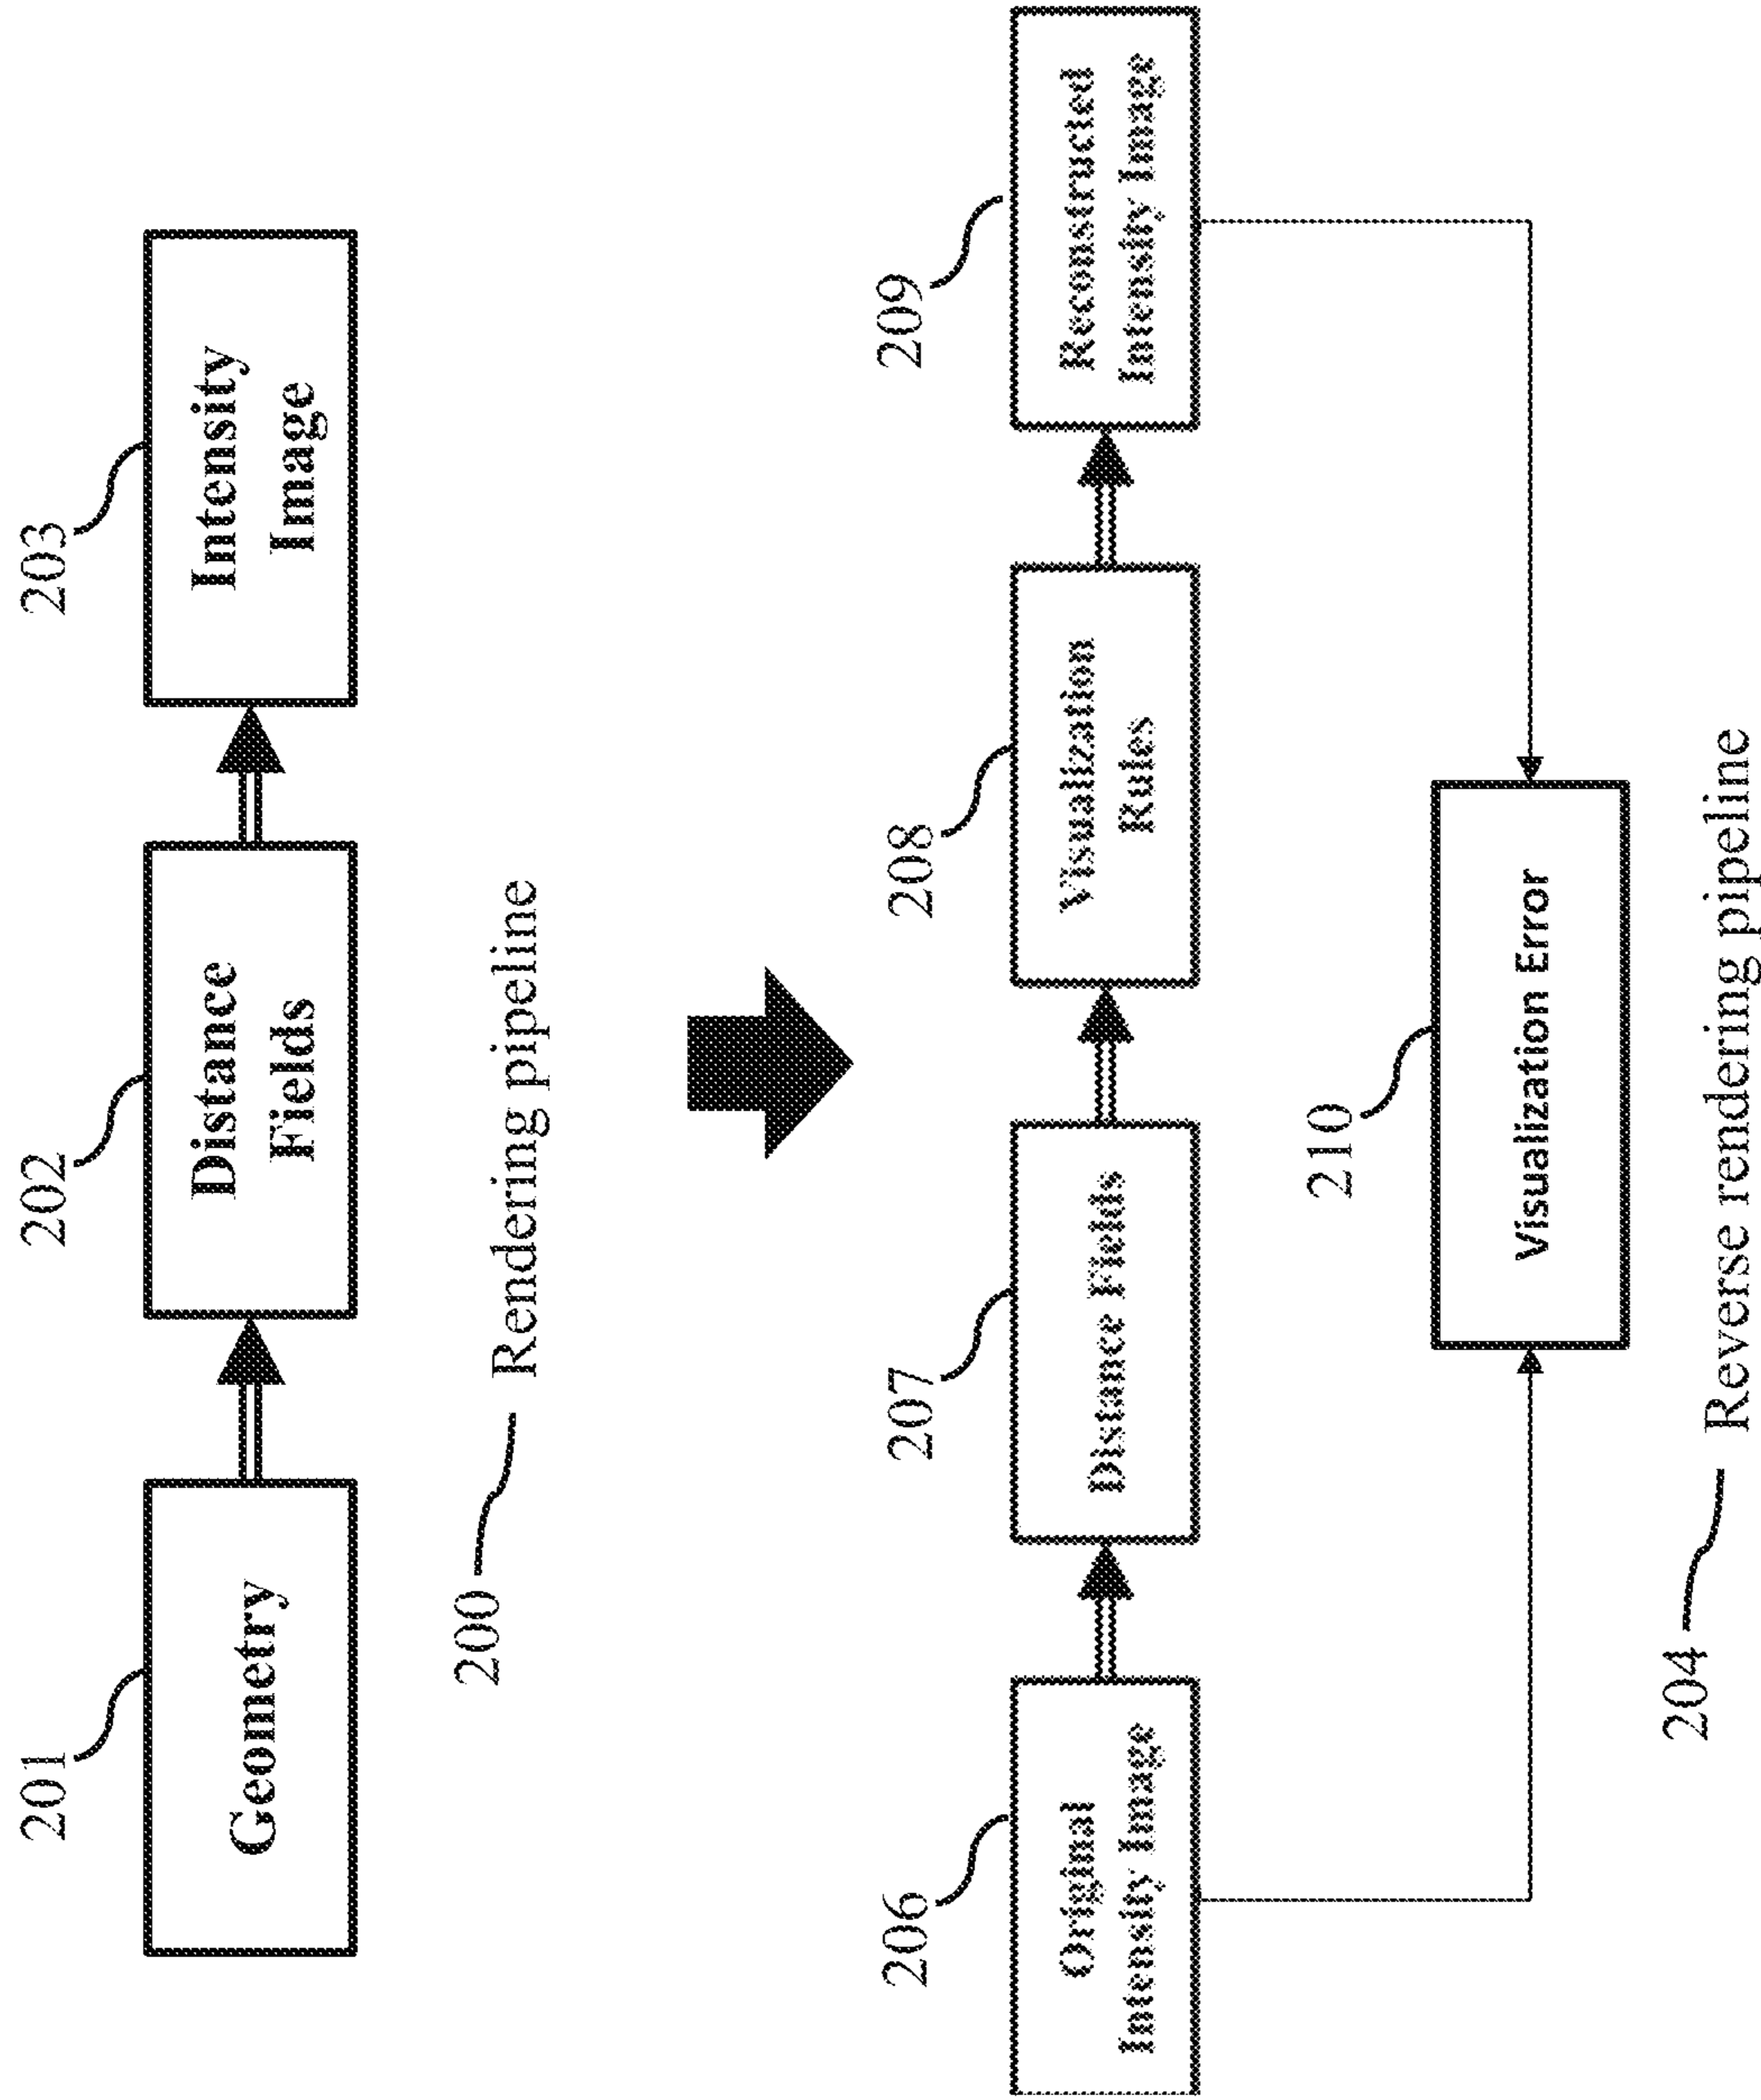 201
202
203
Geometry
Distance
Fields
Intensity
Image
200
Rendering pipeline
206
207
208
209
Original
Intensity Image
Distance Fields
Visualization
Rules
Reconstructed
Intensity Image
210
Visualization Error
204
Reverse rendering pipeline